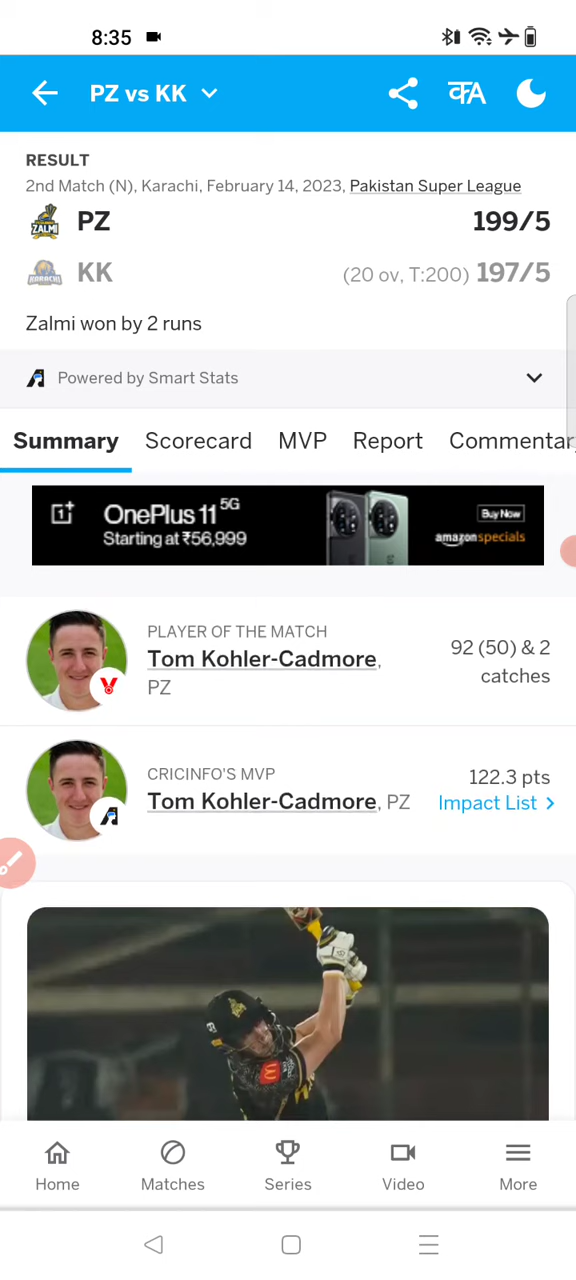 8:35
PZ vs KK
RESULT
2nd Match (N), Karachi, February 14, 2023, Pakistan Super League
ZALMI PZ 199/5
KARACHI KK (20 ov, T:200) 197/5
Zalmi won by 2 runs
Powered by Smart Stats
Summary Scorecard MVP Report Commentar
OnePlus 11 5G
Starting at ₹56,999
Buy Now
amazonspecials
PLAYER OF THE MATCH
Tom Kohler-Cadmore,
PZ
92 (50) & 2
catches
CRICINFO'S MVP
Tom Kohler-Cadmore, PZ
122.3 pts
Impact List >
Home Matches Series Video More